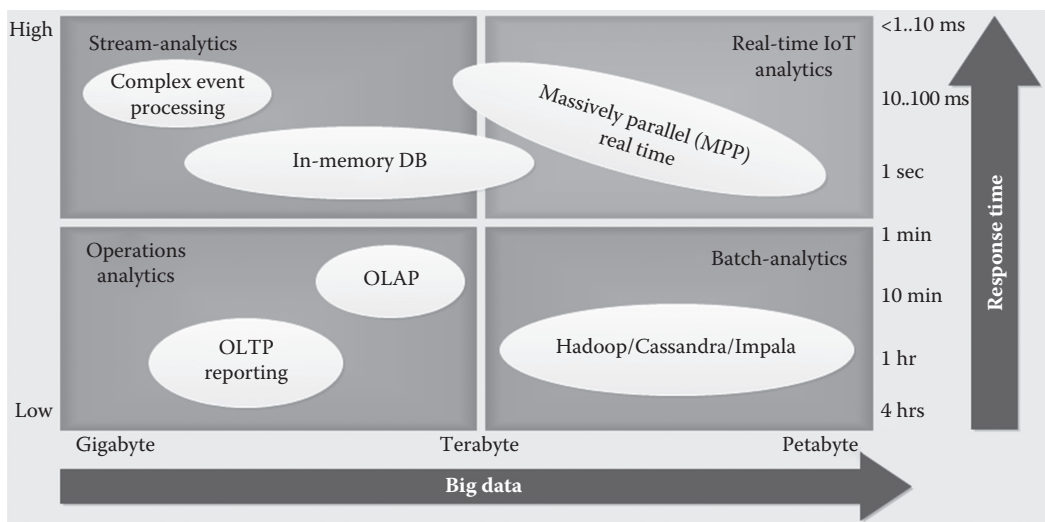 High
Stream-analytics
Complex event
processing
In-memory DB
Real-time IoT
analytics
Massively parallel (MPP)
real time
<1..10 ms
10..100 ms
1 sec
Operations
analytics
OLAP
OLTP
reporting
Batch-analytics
Hadoop/Cassandra/Impala
1 min
10 min
1 hr
4 hrs
Response time
Low
Gigabyte
Terabyte
Petabyte
Big data